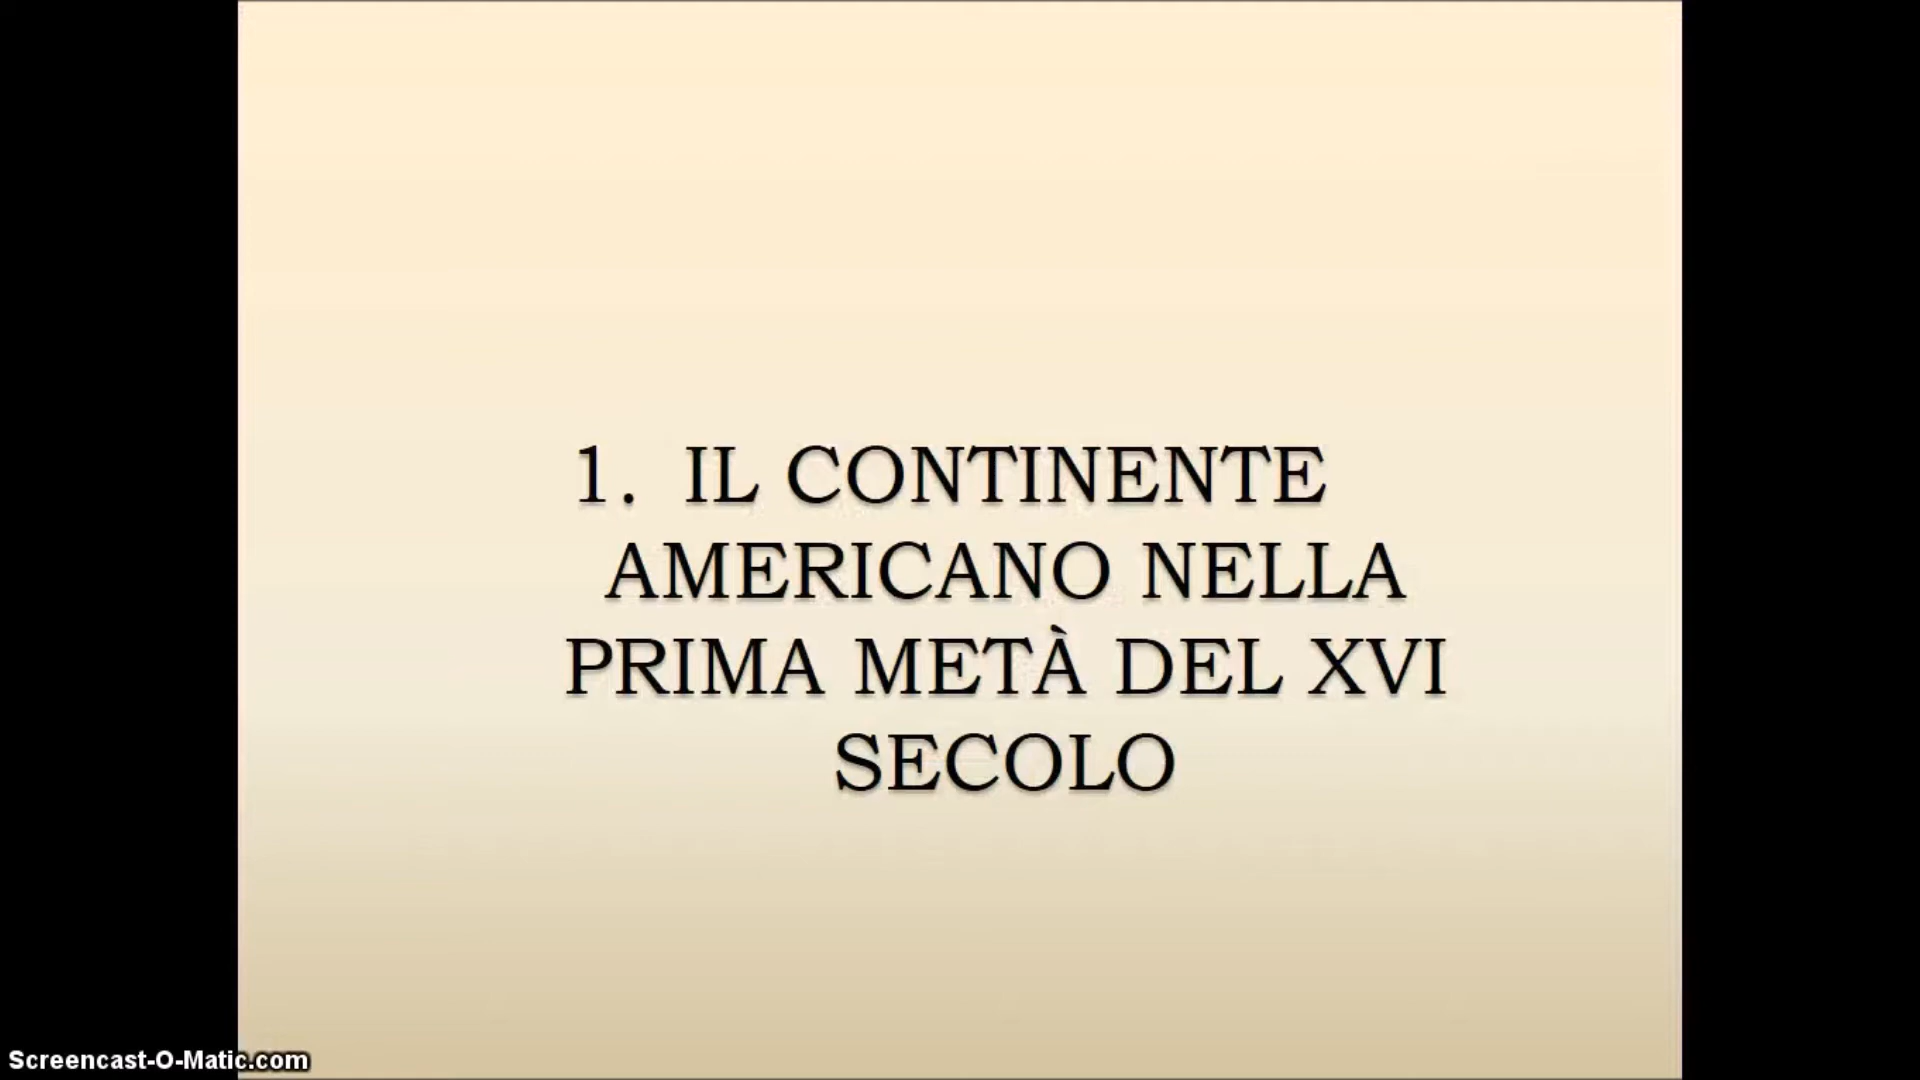 1. IL CONTINENTE
AMERICANO NELLA
PRIMA METÀ DEL XVI
SECOLO
Screencast-O-Matic.com